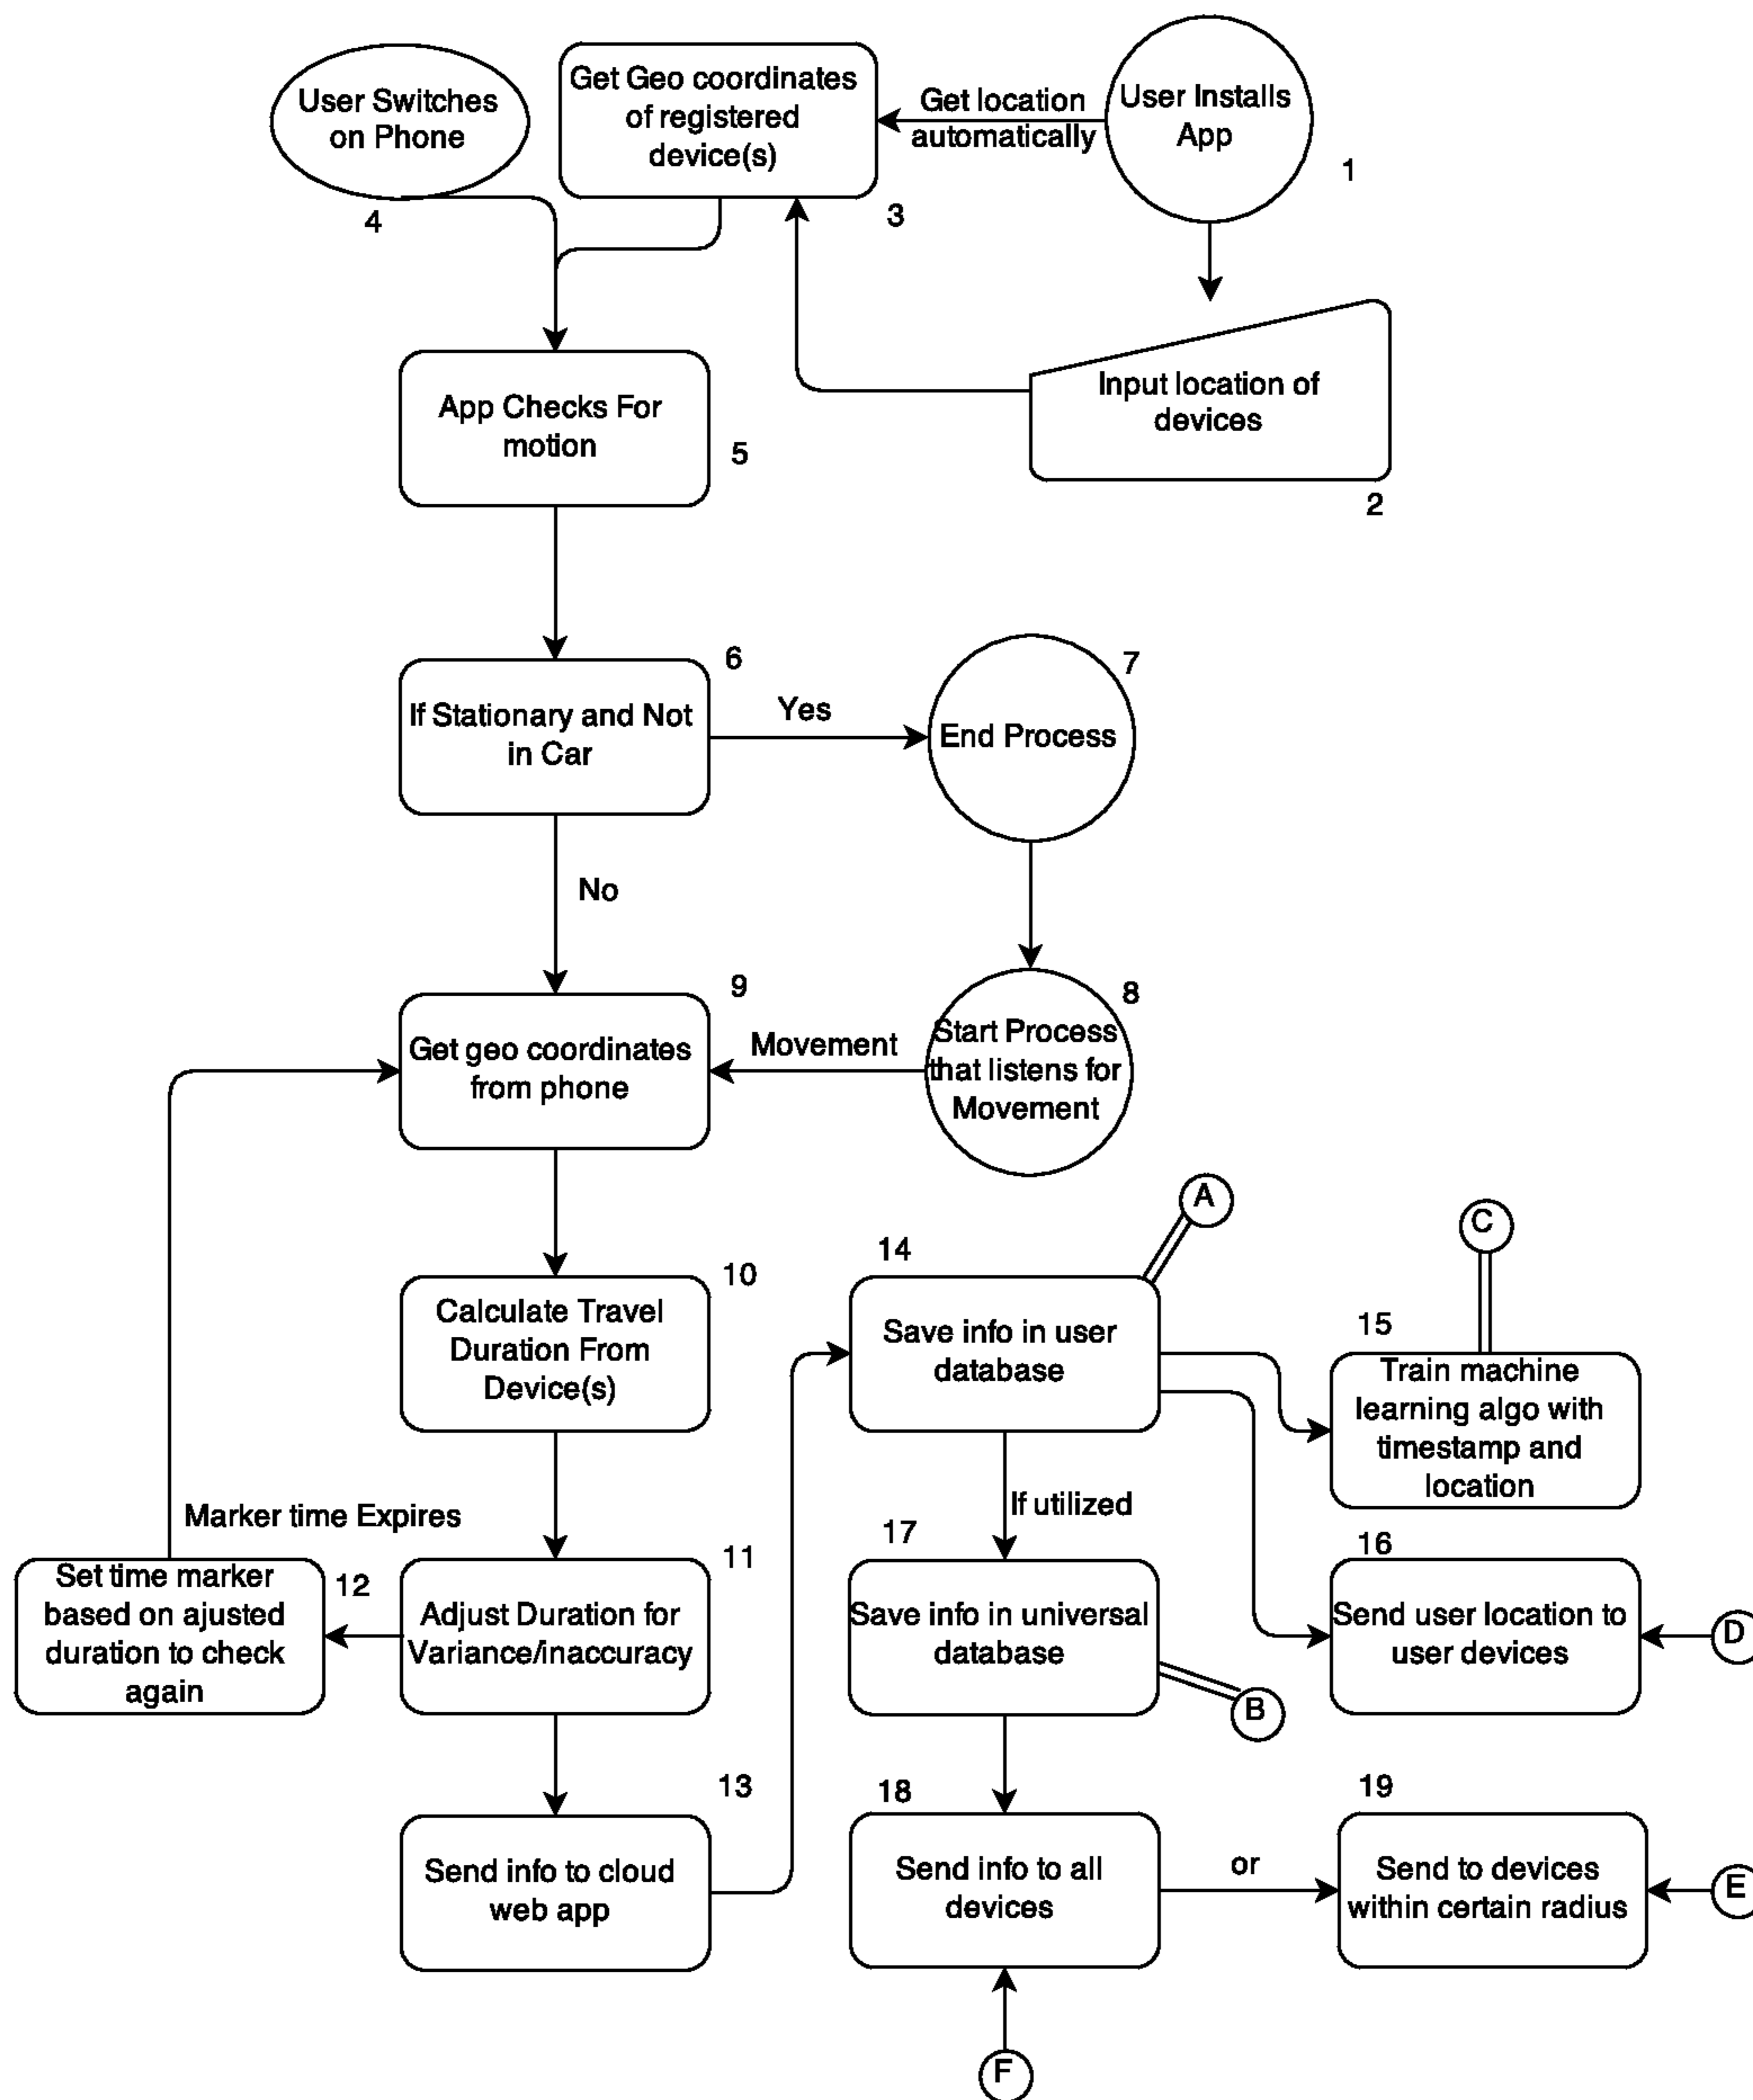 User Switches
on Phone
4
Get Geo coordinates
of registered
device(s)
3
Get location
automatically
User Installs
App
1
Input location of
devices
2
App Checks For
motion
5
If Stationary and Not
in Car
6
Yes
End Process
7
No
Get geo coordinates
from phone
9
Movement
Start Process
that listens for
Movement
8
Calculate Travel
Duration From
Device(s)
10
Adjust Duration for
Variance/inaccuracy
11
Marker time Expires
Set time marker
based on ajusted
duration to check
again
12
Send info to cloud
web app
13
A
14
Save info in user
database
C
15
Train machine
learning algo with
timestamp and
location
If utilized
16
Send user location to
user devices
D
17
Save info in universal
database
B
18
Send info to all
devices
or
19
Send to devices
within certain radius
E
F